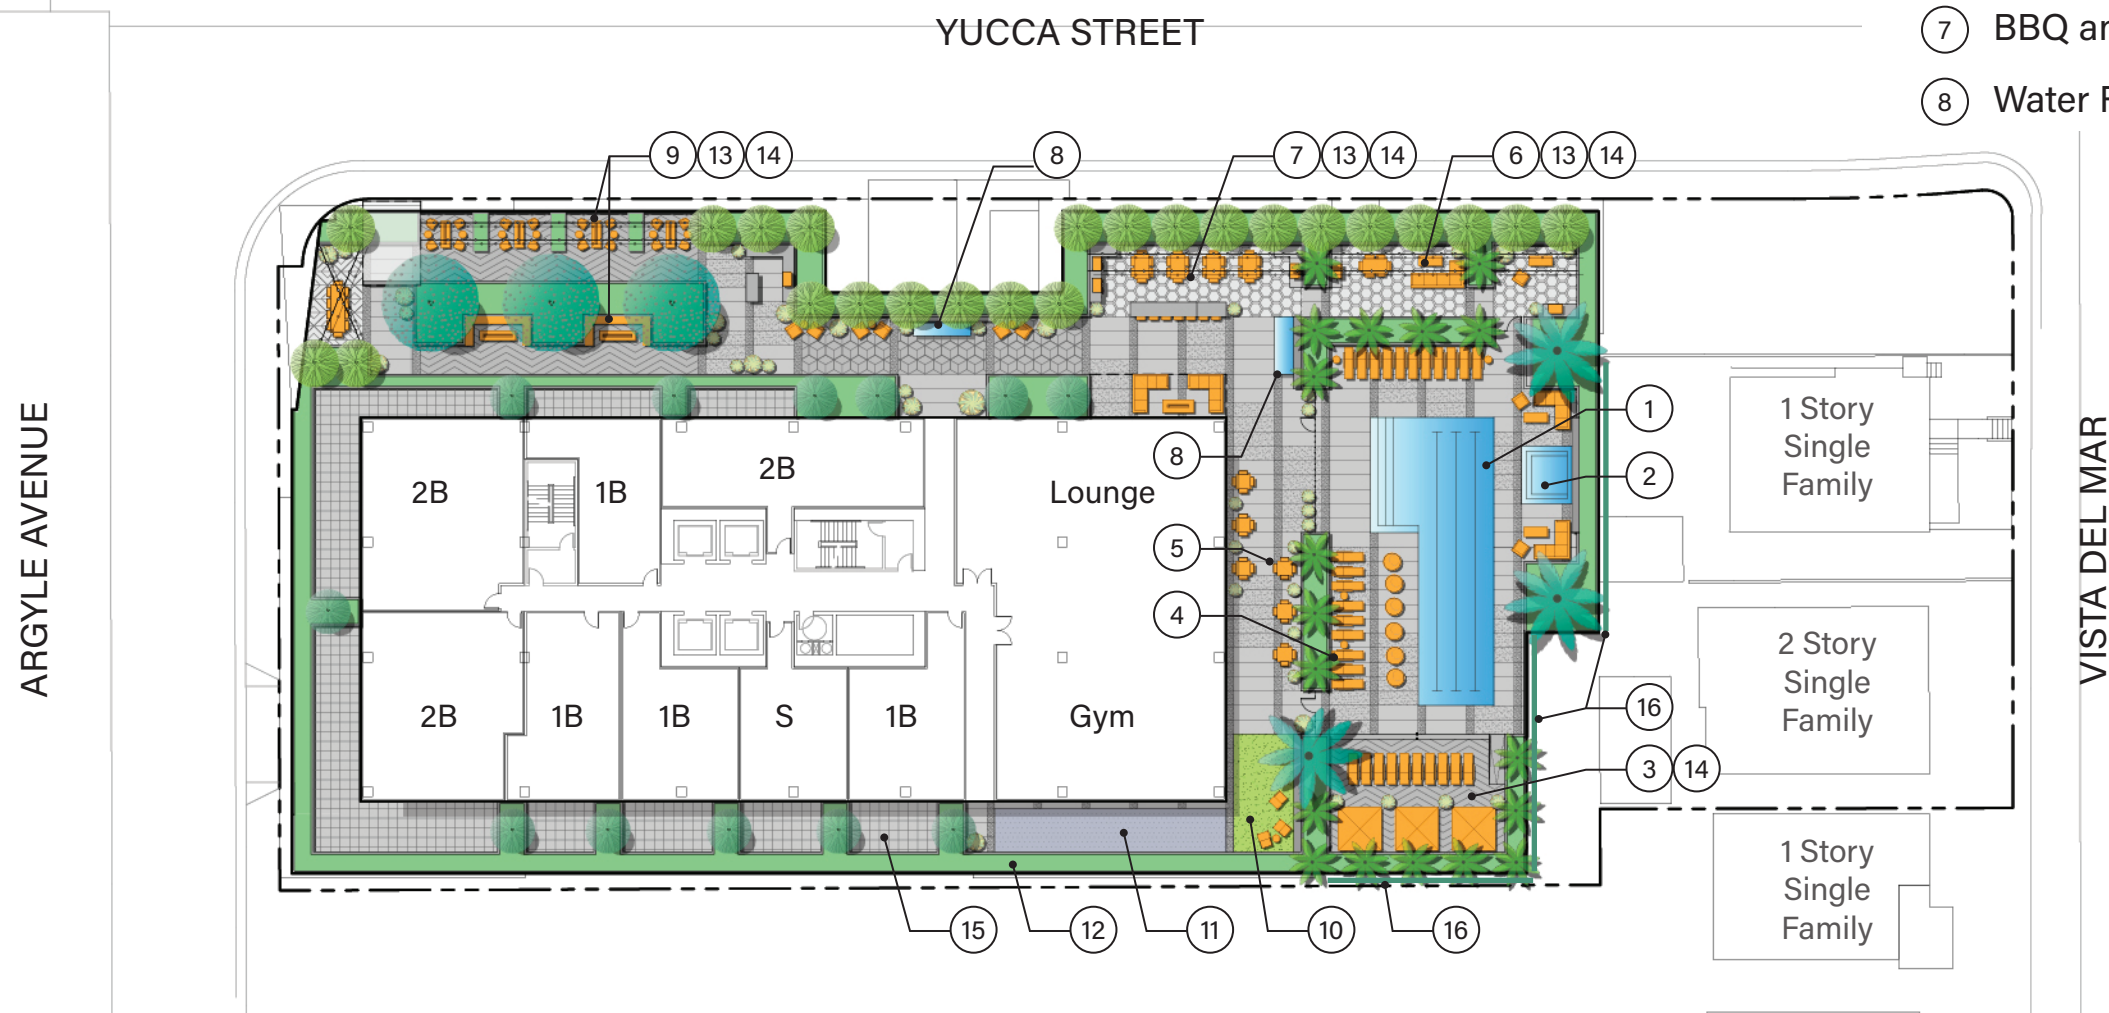 YUCCA STREET
7 BBQ
8 Water
9 13 14
8
7 13 14
6 13 14
ARGYLE AVENUE
VISTA DEL MAR
2B
1B
2B
Lounge
8
1
2
5
4
1 Story
Single
Family
2 Story
Single
Family
2B
1B
1B
S
1B
Gym
16
3 14
1 Story
Single
Family
15
12
11
10
16